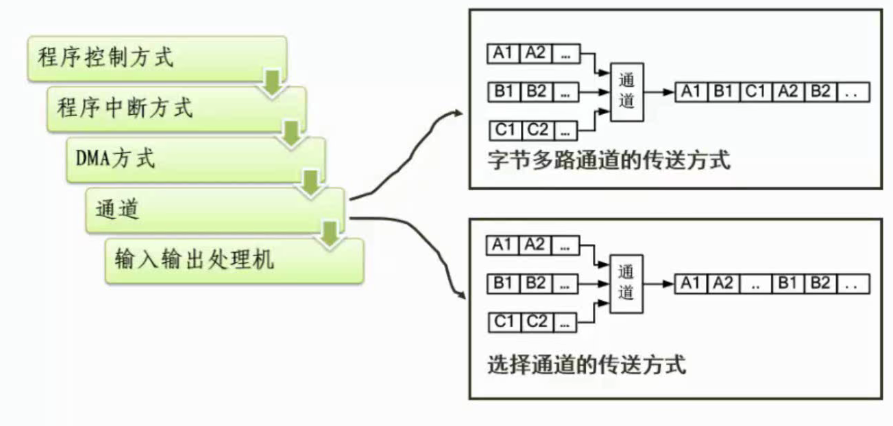 程序控制方式
程序中断方式
DMA方式
通道
输入输出处理机
A1 A2 ...
B1 B2 ...
C1 C2 ...
通道
A1 B1 C1 A2 B2 . .
字节多路通道的传送方式
A1 A2 ...
B1 B2 ...
C1 C2 ...
通道
A1 A2 .. B1 B2 . .
选择通道的传送方式